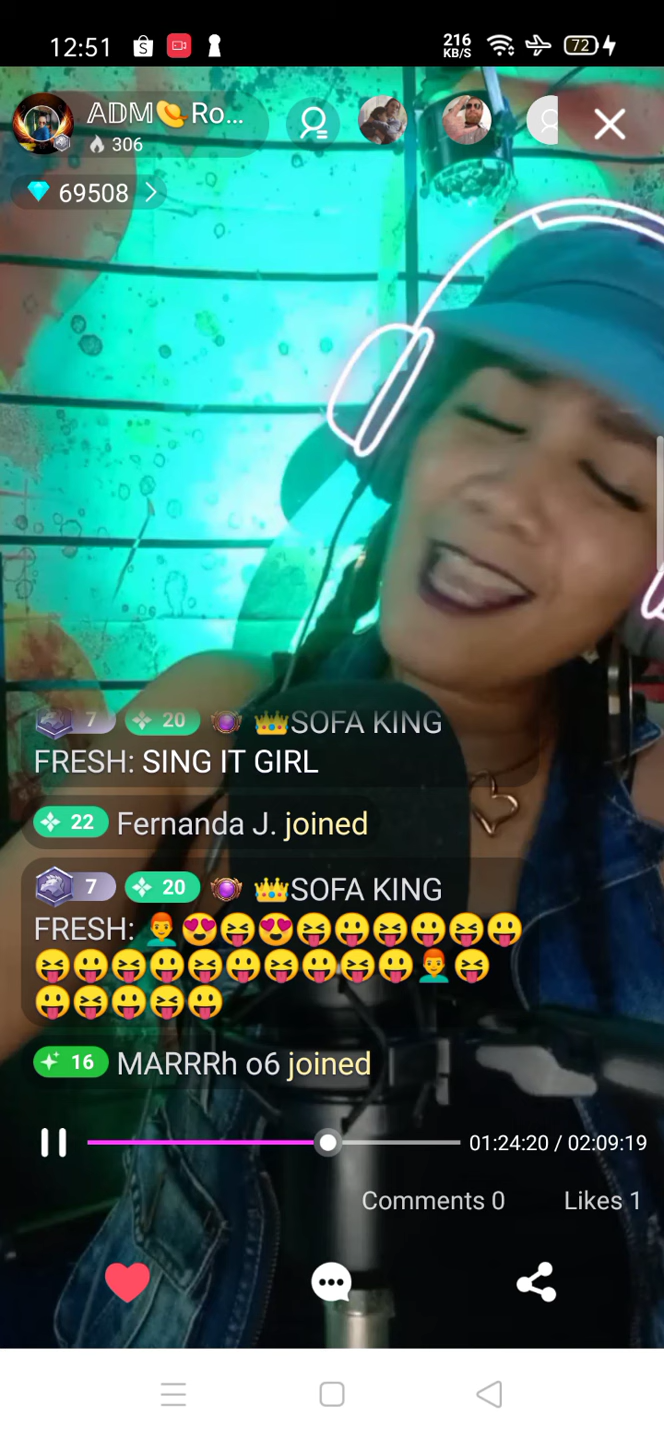 12:51
216
KB/S
72
𝔸𝔻𝕄👒Ro...
306
69508
7 20 👑SOFA KING
FRESH: SING IT GIRL
22 Fernanda J. joined
7 20 👑SOFA KING
FRESH: 👨‍🦰😍😝😍😝😛😝😛😝😛
😝😛😝😛😝😛😝😛😝😛👨‍🦰😝
😛😝😛😝😛
16 MARRRh o6 joined
01:24:20 / 02:09:19
Comments 0 Likes 1